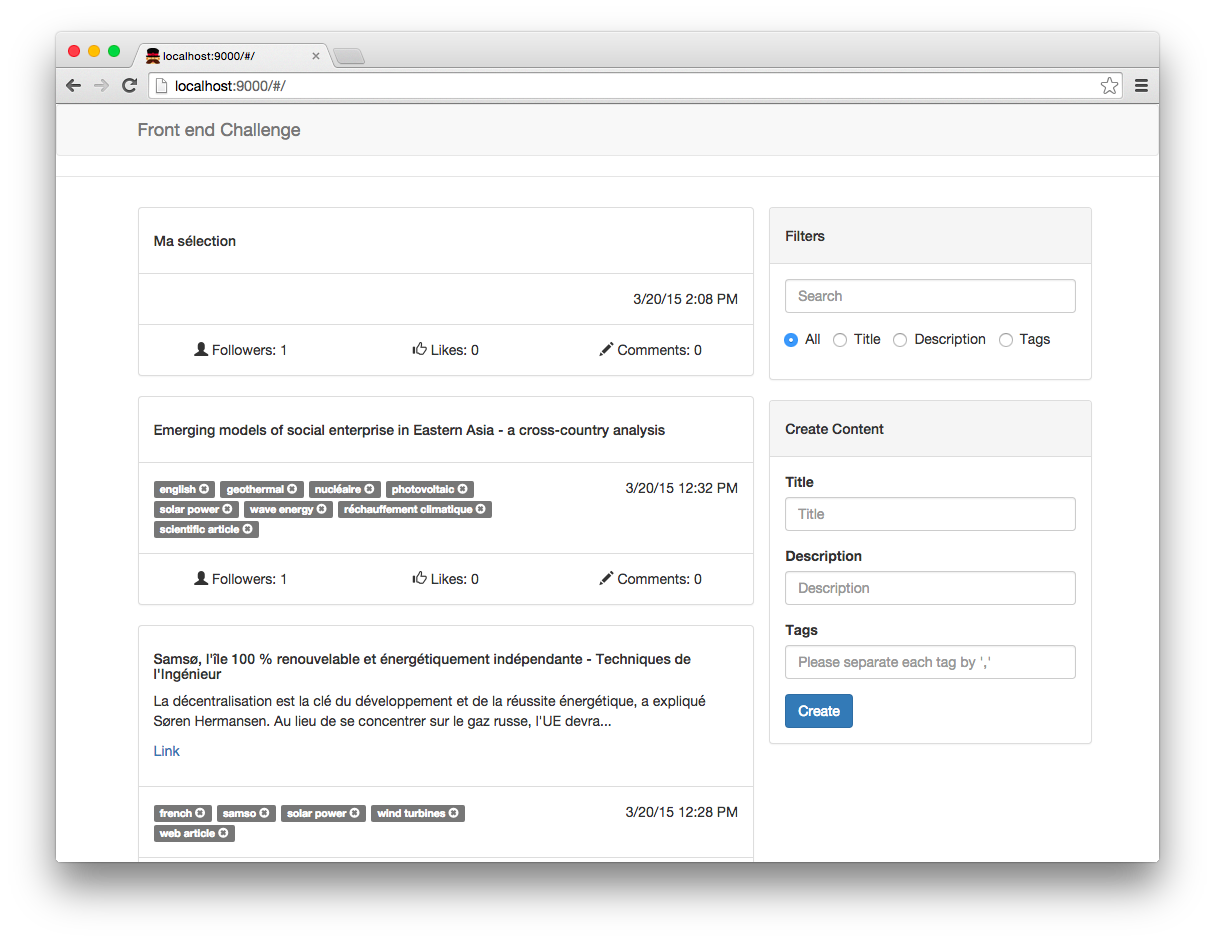 localhost:9000/#/
localhost:9000/#/
Front end Challenge
Ma sélection
3/20/15 2:08 PM
Followers: 1 Likes: 0 Comments: 0
Emerging models of social enterprise in Eastern Asia - a cross-country analysis
english geothermal nucléaire photovoltaic
3/20/15 12:32 PM
solar power wave energy réchauffement climatique
scientific article
Followers: 1 Likes: 0 Comments: 0
Samsø, l'île 100 % renouvelable et énergétiquement indépendante - Techniques de
l'Ingénieur
La décentralisation est la clé du développement et de la réussite énergétique, a expliqué
Søren Hermansen. Au lieu de se concentrer sur le gaz russe, l'UE devra...
Link
french samso solar power wind turbines
3/20/15 12:28 PM
web article
Filters
Search
All Title Description Tags
Create Content
Title
Title
Description
Description
Tags
Please separate each tag by ','
Create